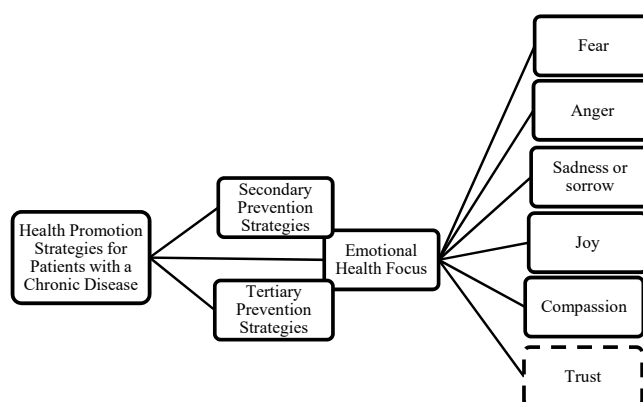 Health Promotion
Strategies for
Patients with a
Chronic Disease
Secondary
Prevention
Strategies
Emotional
Health Focus
Tertiary
Prevention
Strategies
Fear
Anger
Sadness or
sorrow
Joy
Compassion
Trust